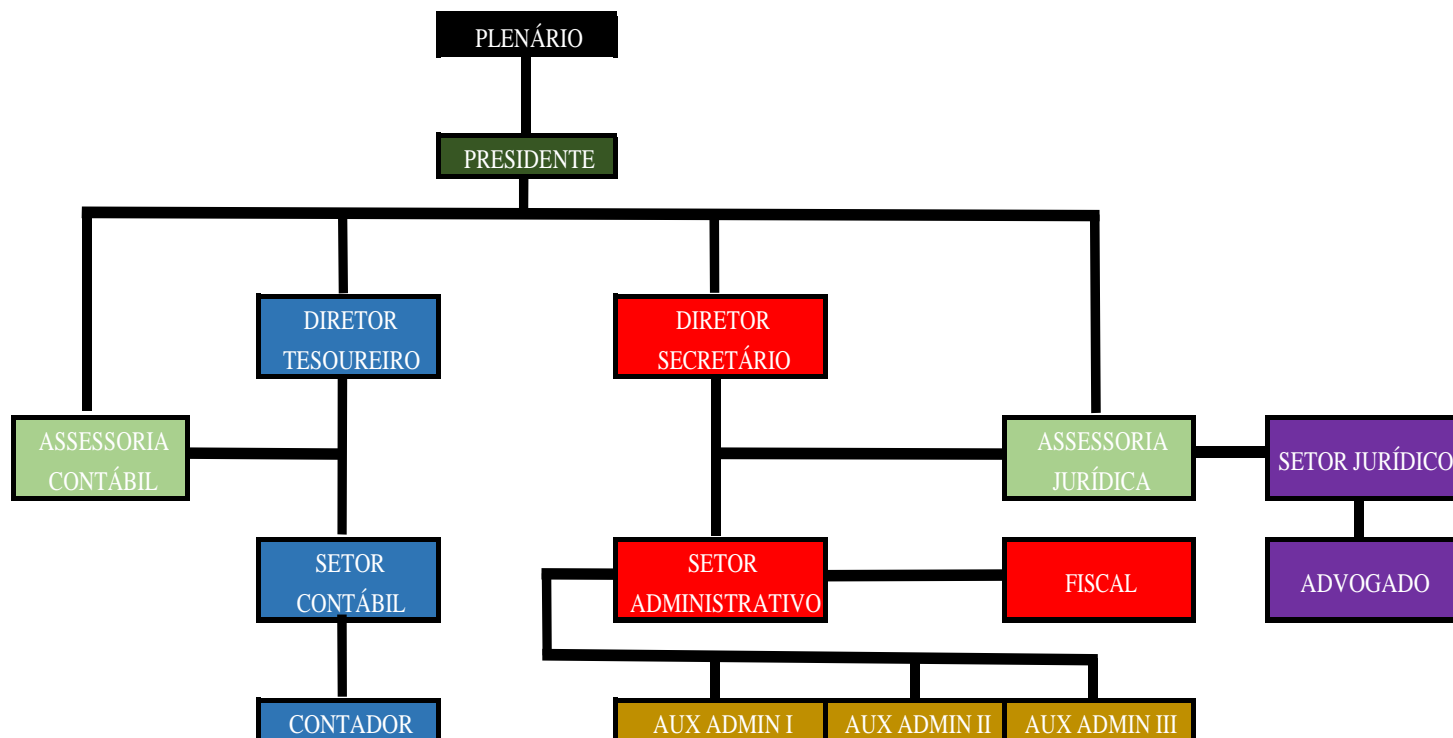 PLENÁRIO
PRESIDENTE
DIRETOR
TESOUREIRO
DIRETOR
SECRETÁRIO
ASSESSORIA
CONTÁBIL
ASSESSORIA
JURÍDICA
SETOR JURÍDICO
SETOR
CONTÁBIL
SETOR
ADMINISTRATIVO
FISCAL
ADVOGADO
CONTADOR
AUX ADMIN I
AUX ADMIN II
AUX ADMIN III